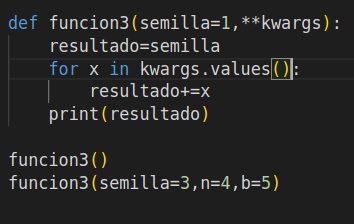 def funcion3(semilla=1,**kwargs):
    resultado=semilla
    for x in kwargs.values():
        resultado+=x
    print(resultado)

funcion3()
funcion3(semilla=3,n=4,b=5)